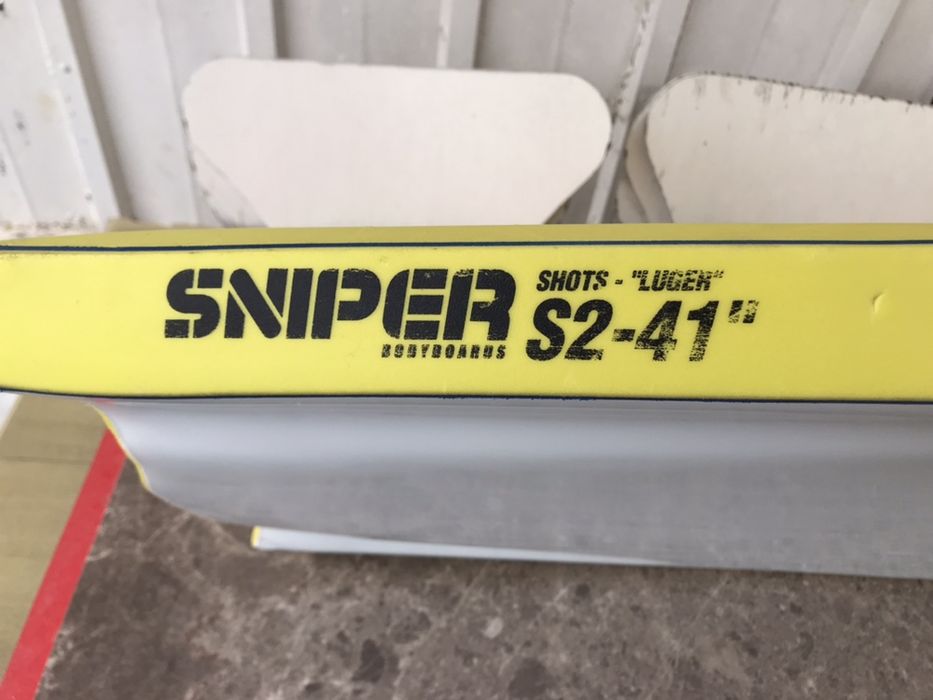 SNIPER
BODYBOARDS
SHOTS - "LUGER"
S2-41"